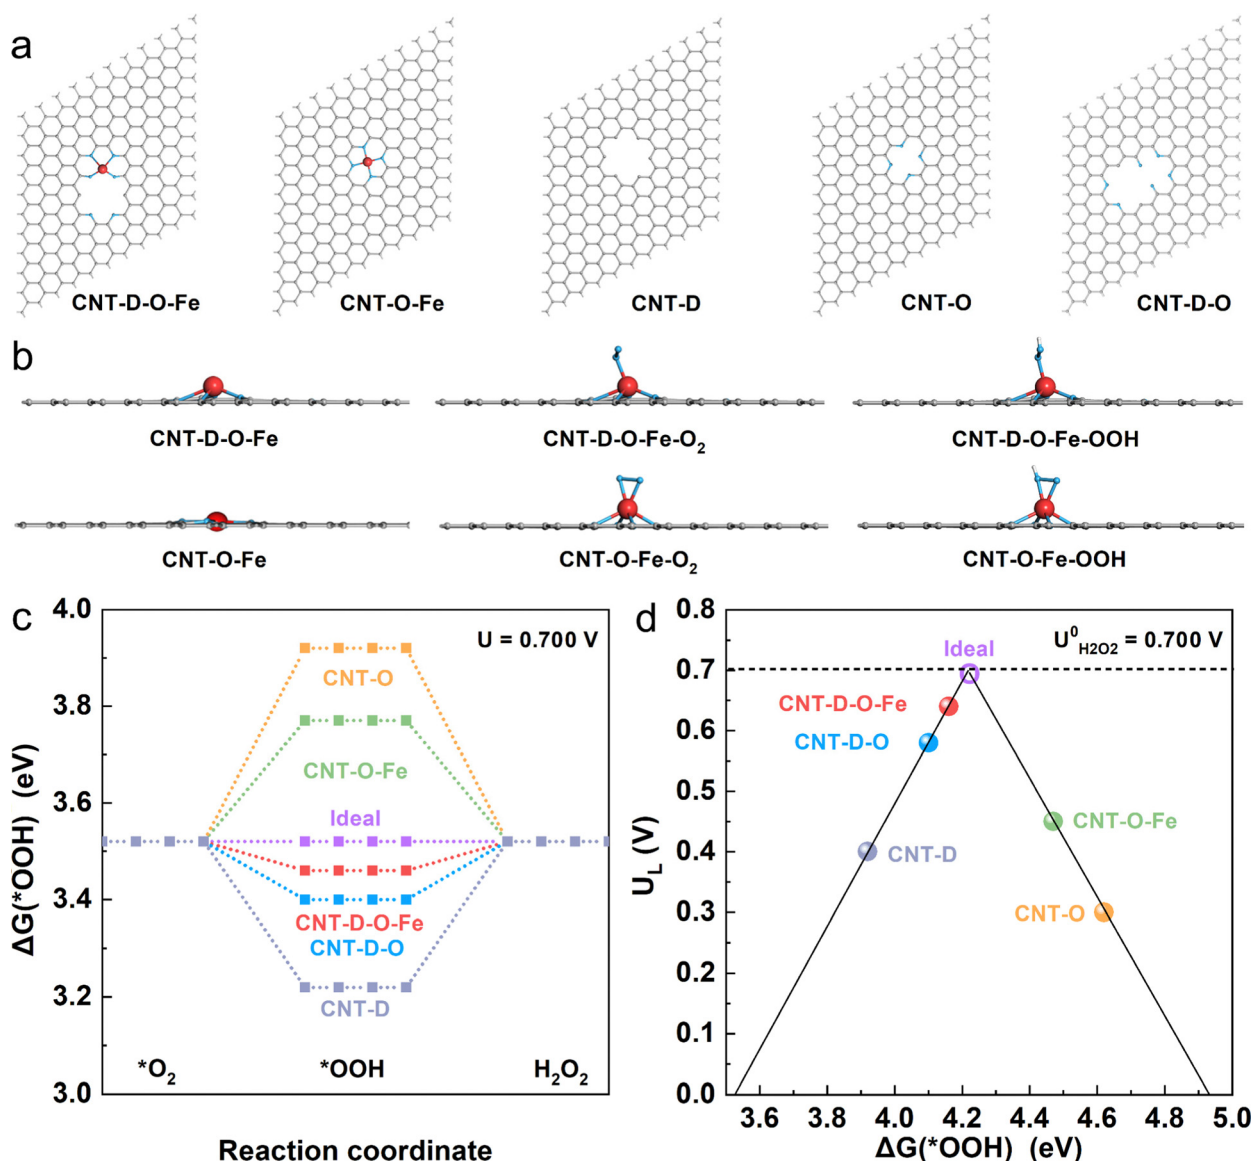 a
CNT-D-O-Fe
CNT-O-Fe
CNT-D
CNT-O
CNT-D-O
b
CNT-D-O-Fe
CNT-D-O-Fe-O₂
CNT-D-O-Fe-OOH
CNT-O-Fe
CNT-O-Fe-O₂
CNT-O-Fe-OOH
c
ΔG(*OOH) (eV)
4.0
3.8
3.6
3.4
3.2
3.0
U = 0.700 V
CNT-O
CNT-O-Fe
Ideal
CNT-D-O-Fe
CNT-D-O
CNT-D
*O₂
*OOH
H₂O₂
Reaction coordinate
d
U_L (V)
0.8
0.7
0.6
0.5
0.4
0.3
0.2
0.1
0.0
U⁰_H2O2 = 0.700 V
Ideal
CNT-D-O-Fe
CNT-D-O
CNT-D
CNT-O-Fe
CNT-O
3.6
3.8
4.0
4.2
4.4
4.6
4.8
5.0
ΔG(*OOH) (eV)